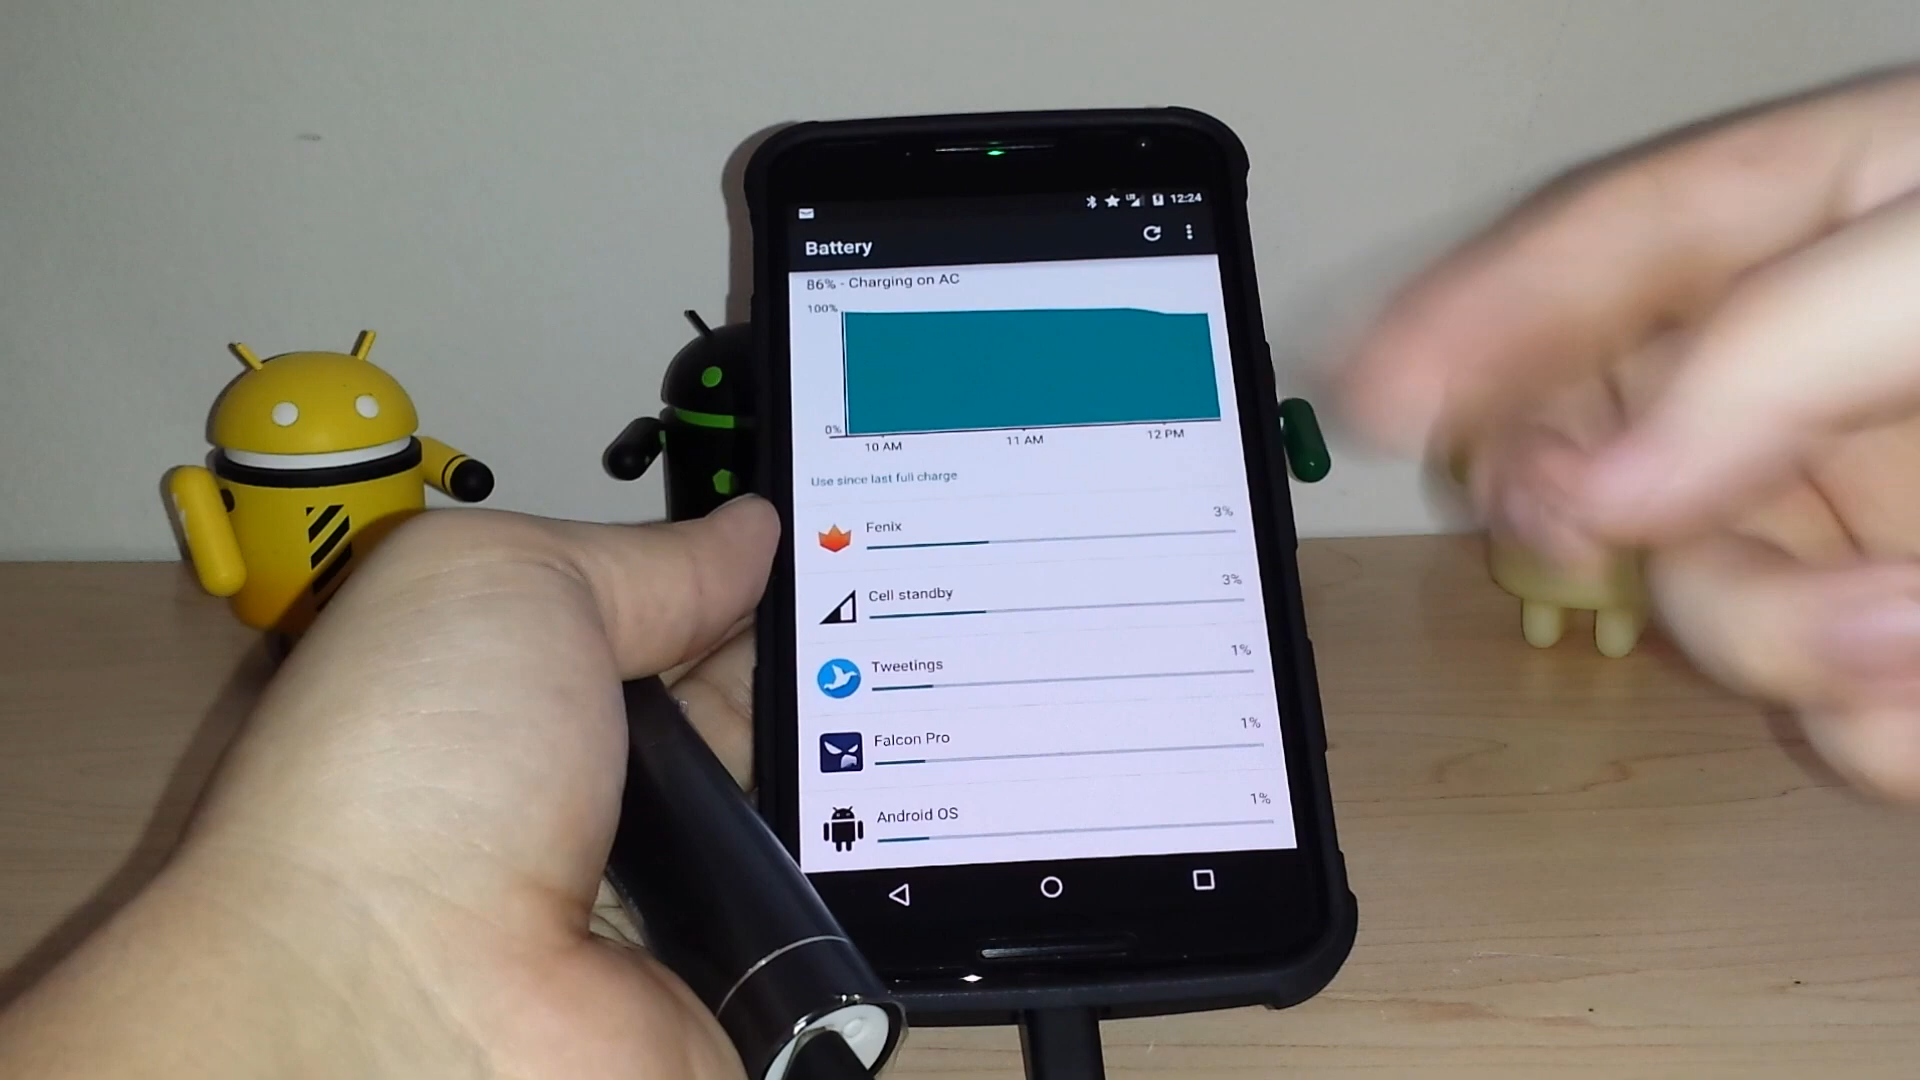 LTE 12:24
Battery
86% - Charging on AC
100%
0%
10 AM 11 AM 12 PM
Use since last full charge
Fenix 3%
Cell standby 3%
Tweetings 1%
Falcon Pro 1%
Android OS 1%